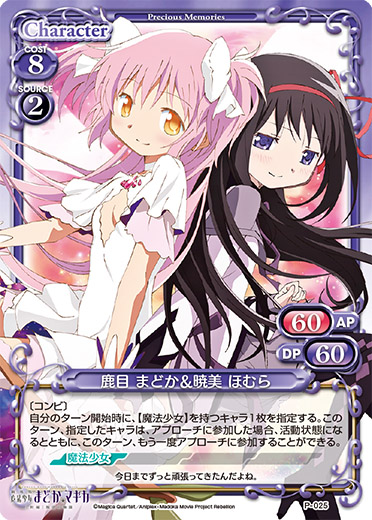 Precious Memories
Character
COST
8
SOURCE
2
60 AP
DP 60
鹿目 まどか&暁美 ほむら
［コンビ］
自分のターン開始時に、【魔法少女】を持つキャラ1枚を指定する。この
ターン、指定したキャラは、アプローチに参加した場合、活動状態にな
るとともに、このターン、もう一度アプローチに参加することができる。
魔法少女
今日までずっと頑張ってきたんだよね。
まどか☆マギカ
©Magica Quartet／Aniplex･Madoka Movie Project Rebellion
P-025